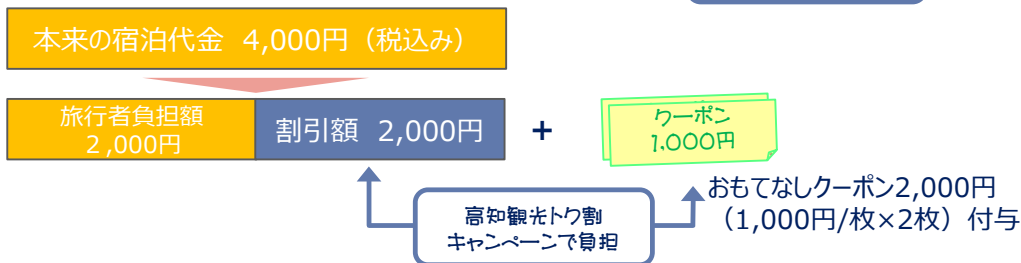 本来の宿泊代金 4,000円（税込み）
旅行者負担額
2,000円
割引額 2,000円
+
クーポン
1,000円
おもてなしクーポン2,000円
（1,000円/枚×2枚）付与
高知観光トク割
キャンペーンで負担